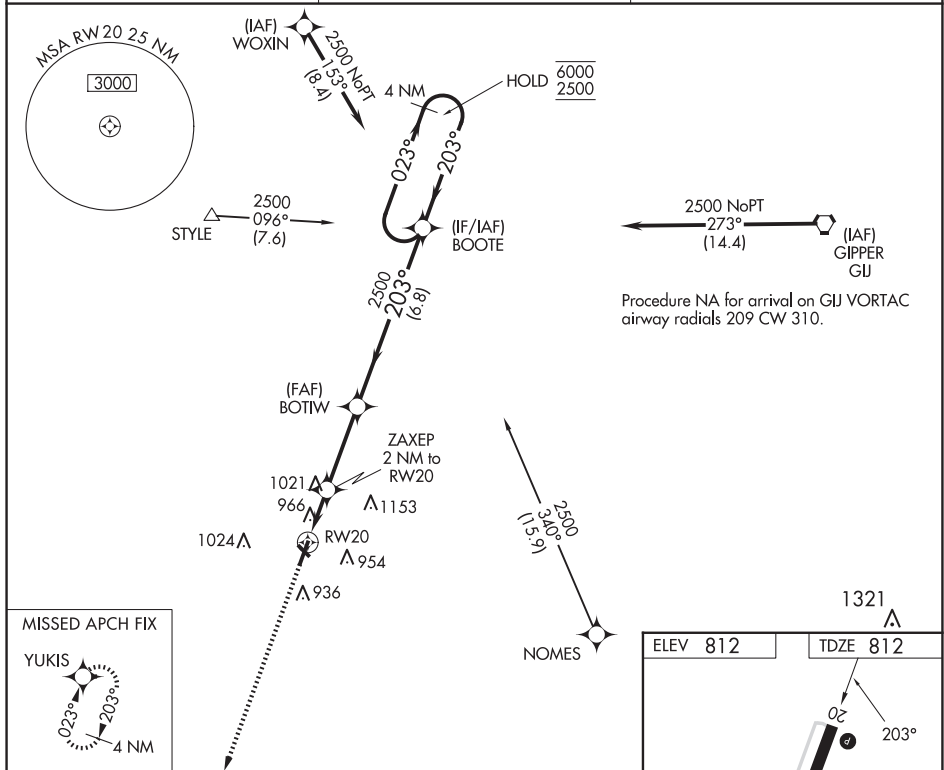 MSA RW 20 25 NM
3000
(IAF)
WOXIN
2500 NoPT
153°
(8.4)
4 NM
HOLD
6000
2500
023°
203°
STYLE
2500
096°
(7.6)
(IF/IAF)
BOOTE
2500 NoPT
273°
(14.4)
(IAF)
GIPPER
GIJ
Procedure NA for arrival on GIJ VORTAC
airway radials 209 CW 310.
2500
203°
(6.8)
(FAF)
BOTIW
ZAXEP
2 NM to
RW20
1021
966
1153
1024
RW20
954
936
2500
340°
(15.9)
NOMES
1321
MISSED APCH FIX
YUKIS
023°
203°
4 NM
ELEV 812
TDZE 812
20
203°
P